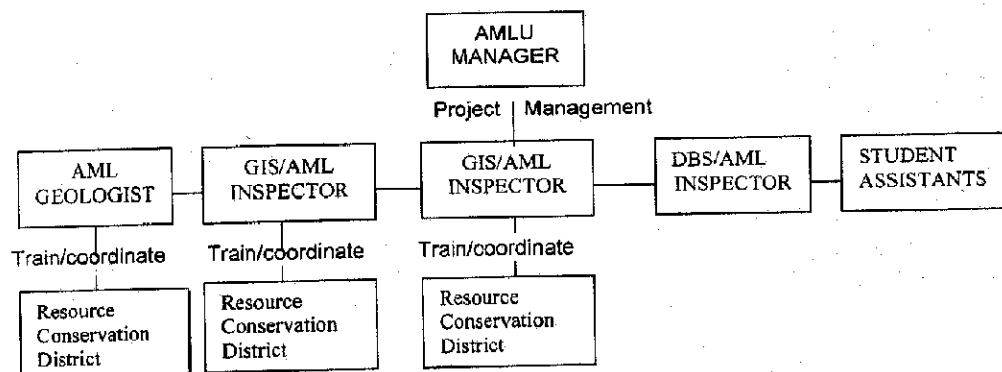 AMLU
MANAGER
Project Management
AML
GEOLOGIST
GIS/AML
INSPECTOR
GIS/AML
INSPECTOR
DBS/AML
INSPECTOR
STUDENT
ASSISTANTS
Train/coordinate
Train/coordinate
Train/coordinate
Resource
Conservation
District
Resource
Conservation
District
Resource
Conservation
District